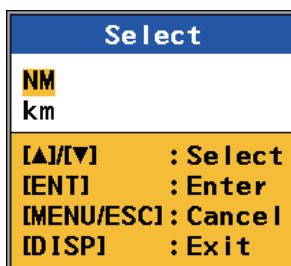 Select
NM
km
[▲]/[▼] :Select
[ENT] :Enter
[MENU/ESC]:Cancel
[DISP] :Exit